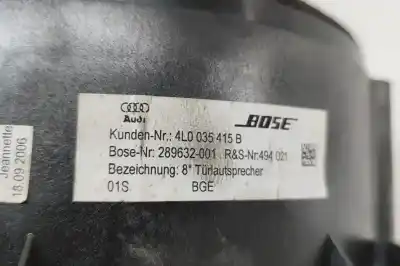 Audi
BOSE
Kunden-Nr.: 4L0 035 415 B
Bose-Nr: 289632-001 R&S-Nr:494 021
Bezeichnung: 8" Türlautsprecher
01S BGE
Jeannette
18.09.2006